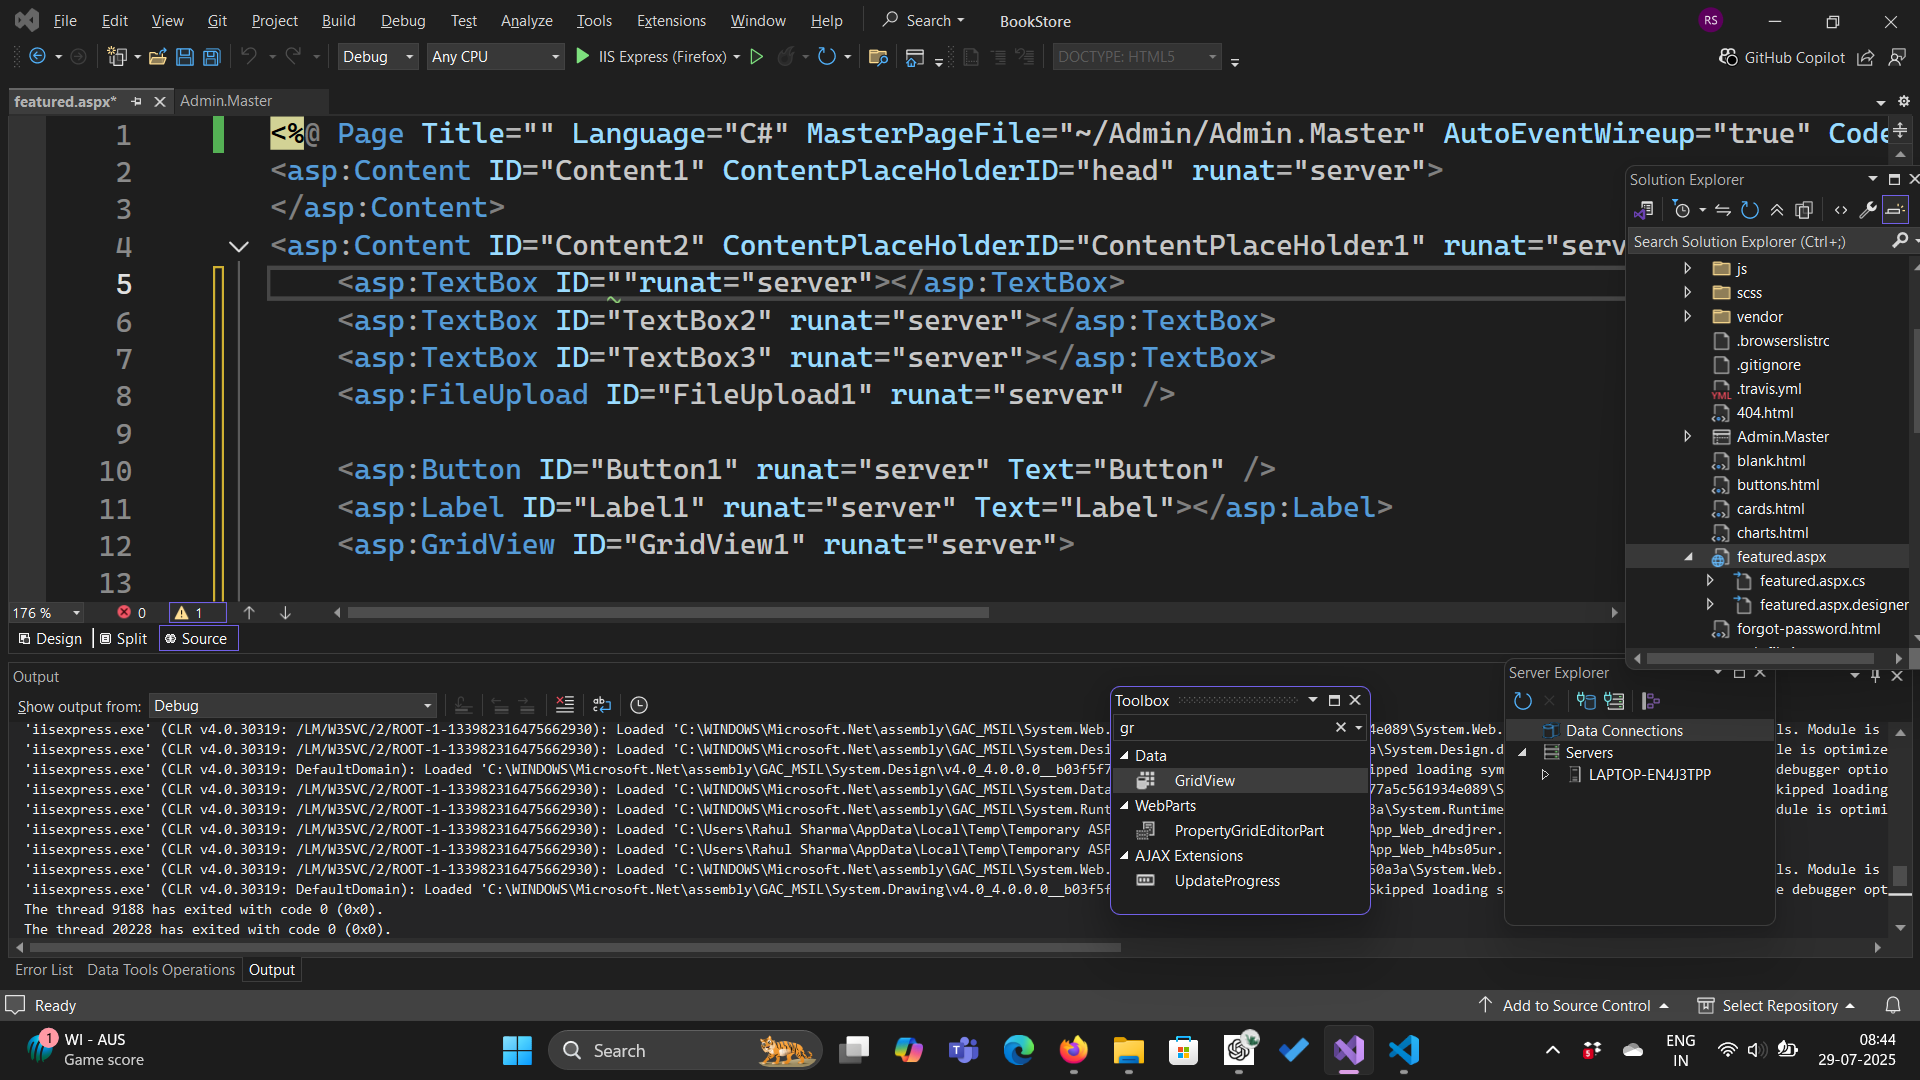 File Edit View Git Project Build Debug Test Analyze Tools Extensions Window Help Search BookStore RS
Debug Any CPU IIS Express (Firefox) DOCTYPE: HTML5 GitHub Copilot
featured.aspx* Admin.Master
1 <%@ Page Title="" Language="C#" MasterPageFile="~/Admin/Admin.Master" AutoEventWireup="true" Code
2 <asp:Content ID="Content1" ContentPlaceHolderID="head" runat="server">
3 </asp:Content>
4 <asp:Content ID="Content2" ContentPlaceHolderID="ContentPlaceHolder1" runat="serv
5 <asp:TextBox ID=""runat="server"></asp:TextBox>
6 <asp:TextBox ID="TextBox2" runat="server"></asp:TextBox>
7 <asp:TextBox ID="TextBox3" runat="server"></asp:TextBox>
8 <asp:FileUpload ID="FileUpload1" runat="server" />
9
10 <asp:Button ID="Button1" runat="server" Text="Button" />
11 <asp:Label ID="Label1" runat="server" Text="Label"></asp:Label>
12 <asp:GridView ID="GridView1" runat="server">
13
176 % 0 1
Design Split Source
Solution Explorer
Search Solution Explorer (Ctrl+;)
js
scss
vendor
.browserslistrc
.gitignore
YML .travis.yml
404.html
Admin.Master
blank.html
buttons.html
cards.html
charts.html
featured.aspx
featured.aspx.cs
featured.aspx.designer
forgot-password.html
Output
Show output from: Debug
'iisexpress.exe' (CLR v4.0.30319: /LM/W3SVC/2/ROOT-1-133982316475662930): Loaded 'C:\WINDOWS\Microsoft.Net\assembly\GAC_MSIL\System.Web. 4e089\System.Web. ls. Module is
'iisexpress.exe' (CLR v4.0.30319: /LM/W3SVC/2/ROOT-1-133982316475662930): Loaded 'C:\WINDOWS\Microsoft.Net\assembly\GAC_MSIL\System.Desi a\System.Design.d le is optimize
'iisexpress.exe' (CLR v4.0.30319: DefaultDomain): Loaded 'C:\WINDOWS\Microsoft.Net\assembly\GAC_MSIL\System.Design\v4.0_4.0.0.0__b03f5f7 ipped loading sym debugger optio
'iisexpress.exe' (CLR v4.0.30319: /LM/W3SVC/2/ROOT-1-133982316475662930): Loaded 'C:\WINDOWS\Microsoft.Net\assembly\GAC_MSIL\System.Data 77a5c561934e089\S kipped loading
'iisexpress.exe' (CLR v4.0.30319: /LM/W3SVC/2/ROOT-1-133982316475662930): Loaded 'C:\WINDOWS\Microsoft.Net\assembly\GAC_MSIL\System.Runt 3a\System.Runtime dule is optimi
'iisexpress.exe' (CLR v4.0.30319: /LM/W3SVC/2/ROOT-1-133982316475662930): Loaded 'C:\Users\Rahul Sharma\AppData\Local\Temp\Temporary ASP App_Web_dredjrer.
'iisexpress.exe' (CLR v4.0.30319: /LM/W3SVC/2/ROOT-1-133982316475662930): Loaded 'C:\Users\Rahul Sharma\AppData\Local\Temp\Temporary ASP App_Web_h4bs05ur.
'iisexpress.exe' (CLR v4.0.30319: /LM/W3SVC/2/ROOT-1-133982316475662930): Loaded 'C:\WINDOWS\Microsoft.Net\assembly\GAC_MSIL\System.Web. 50a3a\System.Web. ls. Module is
'iisexpress.exe' (CLR v4.0.30319: DefaultDomain): Loaded 'C:\WINDOWS\Microsoft.Net\assembly\GAC_MSIL\System.Drawing\v4.0_4.0.0.0__b03f5f Skipped loading s e debugger opt
The thread 9188 has exited with code 0 (0x0).
The thread 20228 has exited with code 0 (0x0).
Toolbox
gr
Data
GridView
WebParts
PropertyGridEditorPart
AJAX Extensions
UpdateProgress
Server Explorer
Data Connections
Servers
LAPTOP-EN4J3TPP
Error List Data Tools Operations Output
Ready Add to Source Control Select Repository
1 WI - AUS
Game score
Search
5
ENG
IN
08:44
29-07-2025